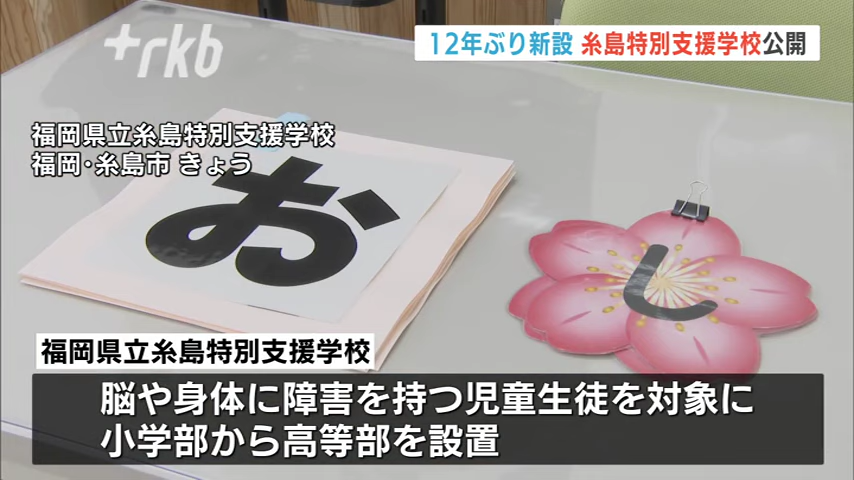 +rkb
12年ぶり新設 糸島特別支援学校公開
福岡県立糸島特別支援学校
福岡・糸島市 きょう
お
し
福岡県立糸島特別支援学校
脳や身体に障害を持つ児童生徒を対象に
小学部から高等部を設置